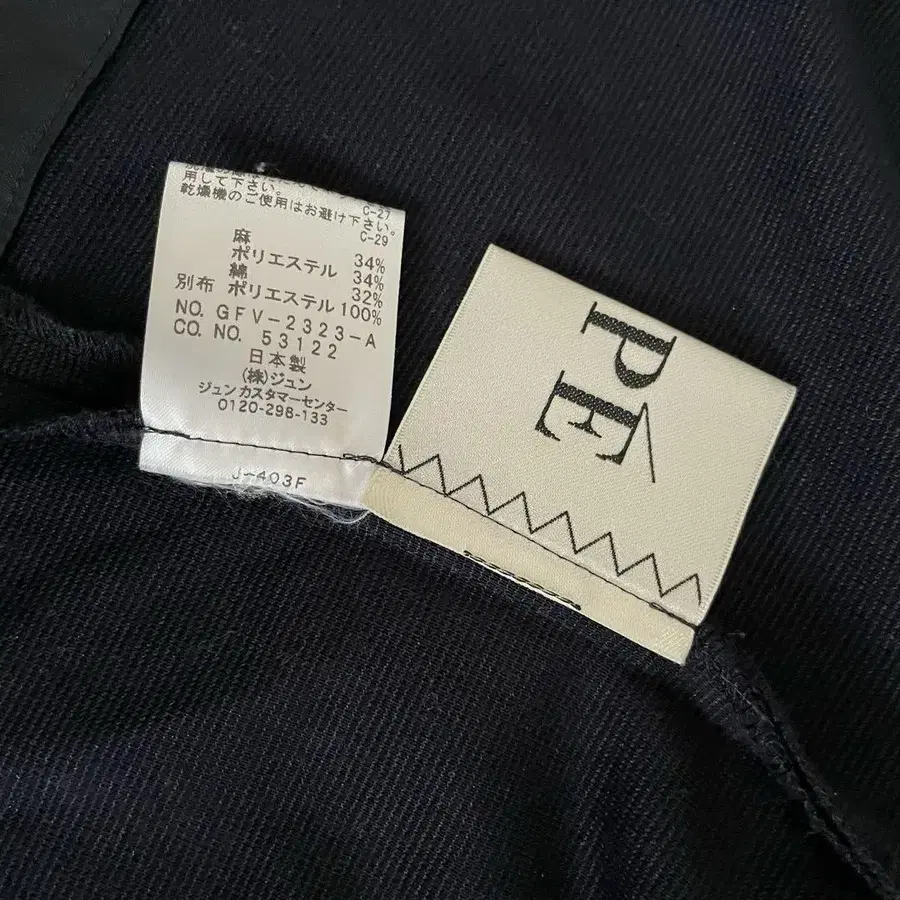 用して下さい。
C-27
乾燥機のご使用はお避け下さい。
C-29
麻 34%
ポリエステル 34%
綿 32%
別布 ポリエステル 100%
NO. GFV-2323-A
CO. NO. 53122
日本製
(株)ジュン
ジュンカスタマーセンター
0120-298-133
J-403F
PE